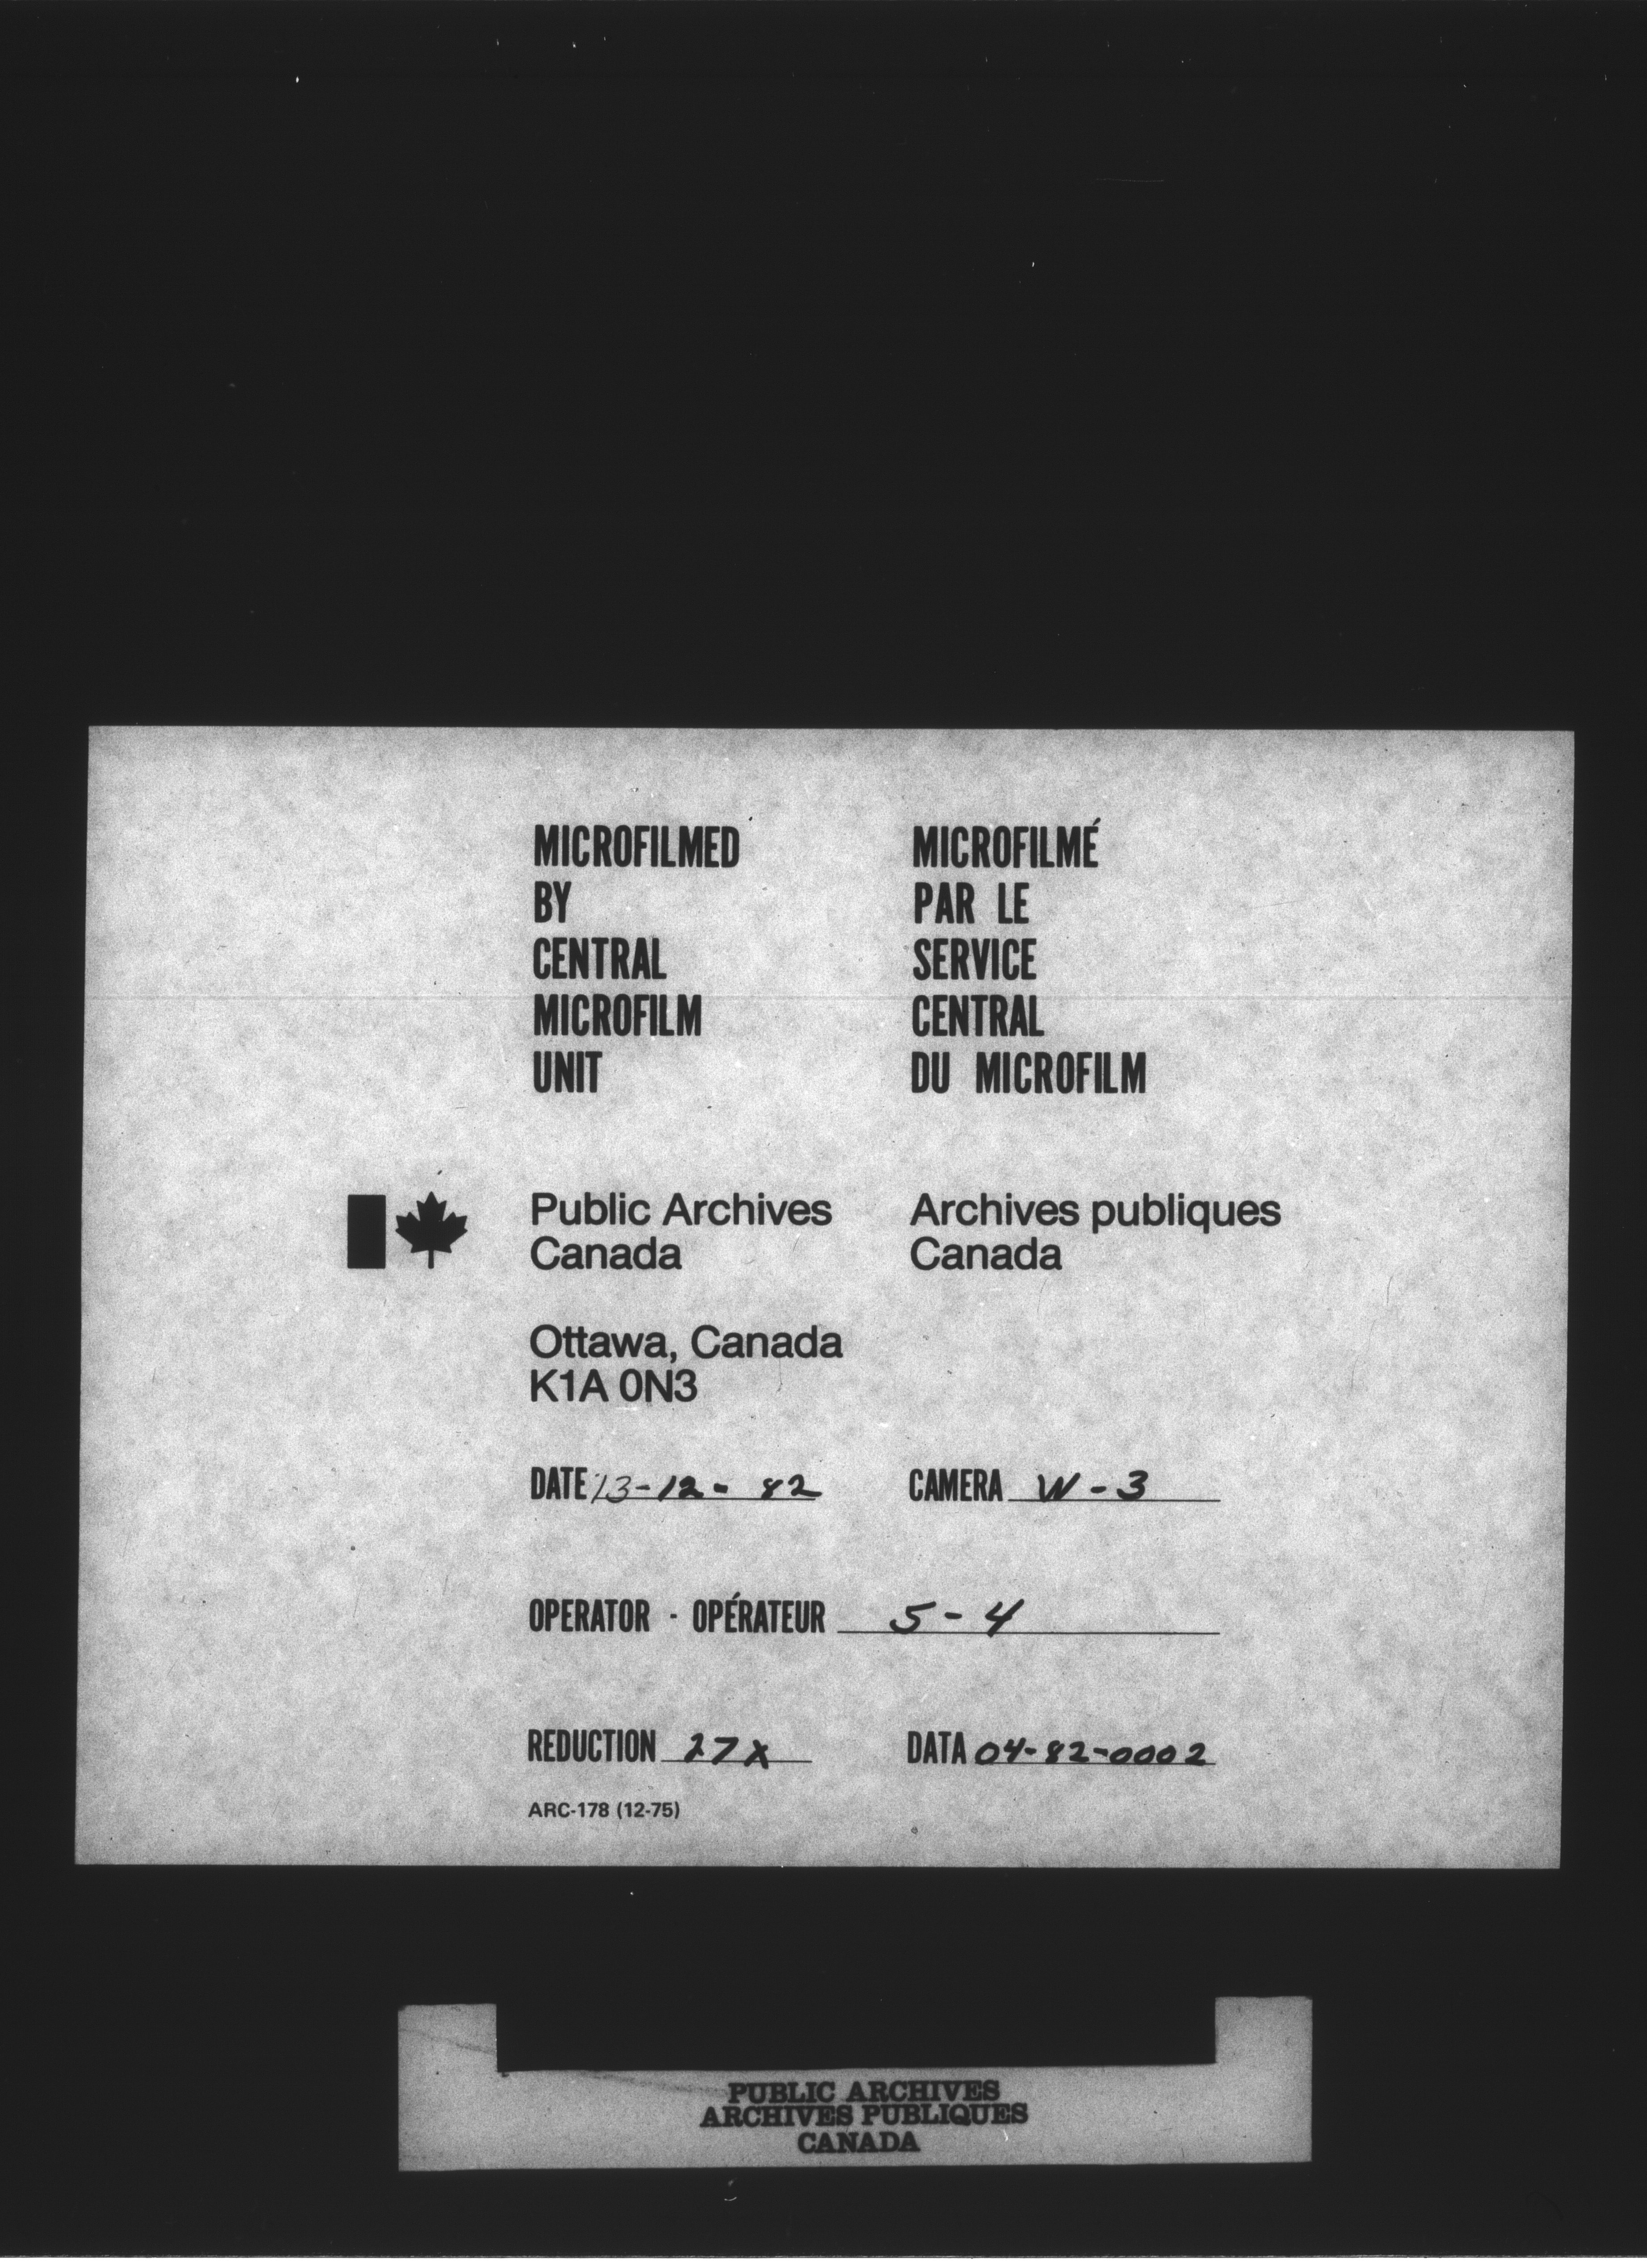 MICROFILMED
BY
CENTRAL
MICROFILM
UNIT
MICROFILMÉ
PAR LE
SERVICE
CENTRAL
DU MICROFILM
Public Archives
Canada
Archives publiques
Canada
Ottawa, Canada
K1A 0N3
DATE 13-12-82
CAMERA W-3
OPERATOR - OPÉRATEUR 5-4
REDUCTION 27X
DATA 04-82-0002
ARC-178 (12-75)
PUBLIC ARCHIVES
ARCHIVES PUBLIQUES
CANADA